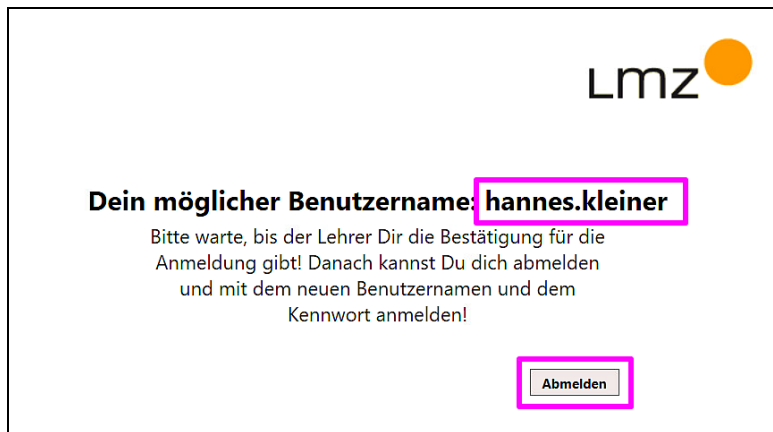 LMZ
Dein möglicher Benutzername: hannes.kleiner
Bitte warte, bis der Lehrer Dir die Bestätigung für die
Anmeldung gibt! Danach kannst Du dich abmelden
und mit dem neuen Benutzernamen und dem
Kennwort anmelden!
Abmelden